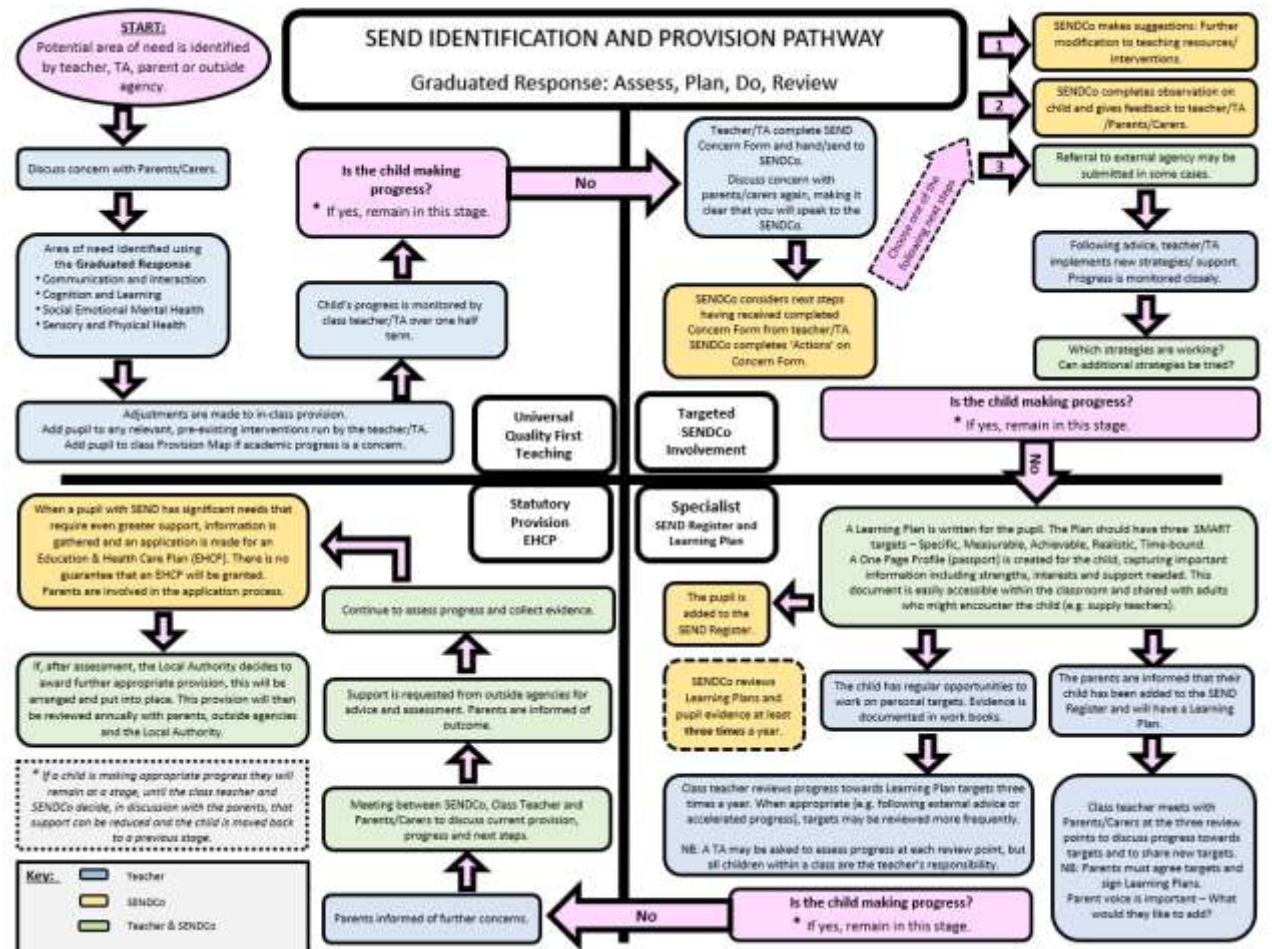 START:
Potential area of need is identified
by teacher, TA, parent or outside
agency.
Discuss concern with Parents/Carers.
Area of need identified using
the Graduated Response
• Communication and Interaction
• Cognition and Learning
• Social Emotional Mental Health
• Sensory and Physical Health
Adjustments are made to in-class provision.
Add pupil to any relevant, pre-existing interventions run by the teacher/TA.
Add pupil to class Provision Map if academic progress is a concern.
Child's progress is monitored by
class teacher/TA over one half
term.
Is the child making
progress?
* If yes, remain in this stage.
No
SEND IDENTIFICATION AND PROVISION PATHWAY
Graduated Response: Assess, Plan, Do, Review
Teacher/TA complete SEND
Concern Form and hand/send to
SENDCo.
Discuss concern with
parents/carers again, making it
clear that you will speak to the
SENDCo.
SENDCo considers next steps
having received completed
Concern Form from teacher/TA.
SENDCo completes 'Actions' on
Concern Form.
Choose one of the
following next steps
1
SENDCo makes suggestions: Further
modification to teaching resources/
interventions.
2
SENDCo completes observation on
child and gives feedback to teacher/TA
/Parents/Carers.
3
Referral to external agency may be
submitted in some cases.
Following advice, teacher/TA
implements new strategies/ support.
Progress is monitored closely.
Which strategies are working?
Can additional strategies be tried?
Is the child making progress?
* If yes, remain in this stage.
No
Universal
Quality First
Teaching
Targeted
SENDCo
Involvement
Statutory
Provision
EHCP
Specialist
SEND Register and
Learning Plan
A Learning Plan is written for the pupil. The Plan should have three SMART
targets – Specific, Measurable, Achievable, Realistic, Time-bound.
A One Page Profile (passport) is created for the child, capturing important
information including strengths, interests and support needed. This
document is easily accessible within the classroom and shared with adults
who might encounter the child (e.g. supply teachers).
The pupil is
added to the
SEND Register.
SENDCo reviews
Learning Plans and
pupil evidence at least
three times a year.
The child has regular opportunities to
work on personal targets. Evidence is
documented in work books.
The parents are informed that their
child has been added to the SEND
Register and will have a Learning
Plan.
Class teacher reviews progress towards Learning Plan targets three
times a year. When appropriate (e.g. following external advice or
accelerated progress), targets may be reviewed more frequently.
NB: A TA may be asked to assess progress at each review point, but
all children within a class are the teacher's responsibility.
Class teacher meets with
Parents/Carers at the three review
points to discuss progress towards
targets and to share new targets.
NB: Parents must agree targets and
sign Learning Plans.
Parent voice is important – What
would they like to add?
Is the child making progress?
* If yes, remain in this stage.
No
Parents informed of further concerns.
Meeting between SENDCo, Class Teacher and
Parents/Carers to discuss current provision,
progress and next steps.
Support is requested from outside agencies for
advice and assessment. Parents are informed of
outcome.
Continue to assess progress and collect evidence.
When a pupil with SEND has significant needs that
require even greater support, information is
gathered and an application is made for an
Education & Health Care Plan (EHCP). There is no
guarantee that an EHCP will be granted.
Parents are involved in the application process.
If, after assessment, the Local Authority decides to
award further appropriate provision, this will be
arranged and put into place. This provision will then
be reviewed annually with parents, outside agencies
and the Local Authority.
* If a child is making appropriate progress they will
remain at a stage, until the class teacher and
SENDCo decide, in discussion with the parents, that
support can be reduced and the child is moved back
to a previous stage.
Key:
Teacher
SENDCo
Teacher & SENDCo